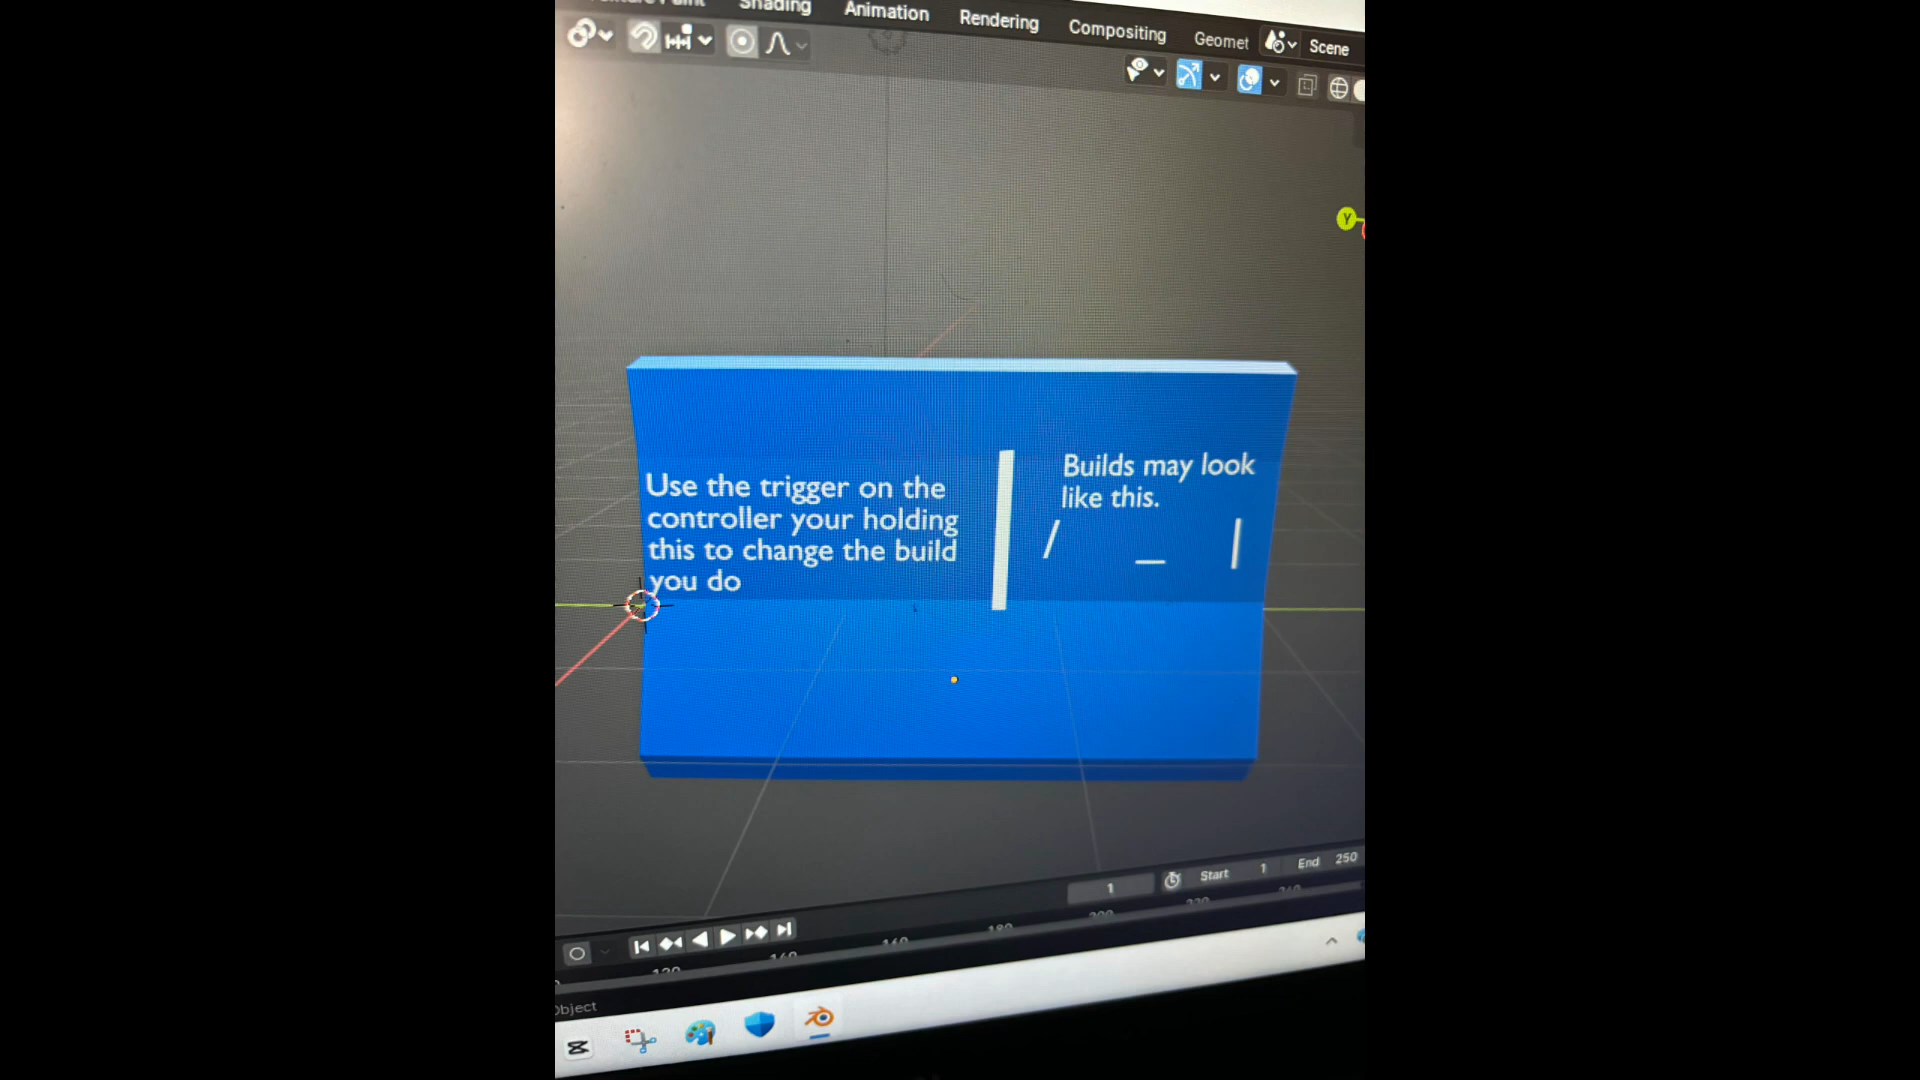 Shading
Animation
Rendering
Compositing
Geomet
Scene
Y
Use the trigger on the
controller your holding
this to change the build
you do
Builds may look
like this.
/ _ |
1
Start 1
End 250
Object